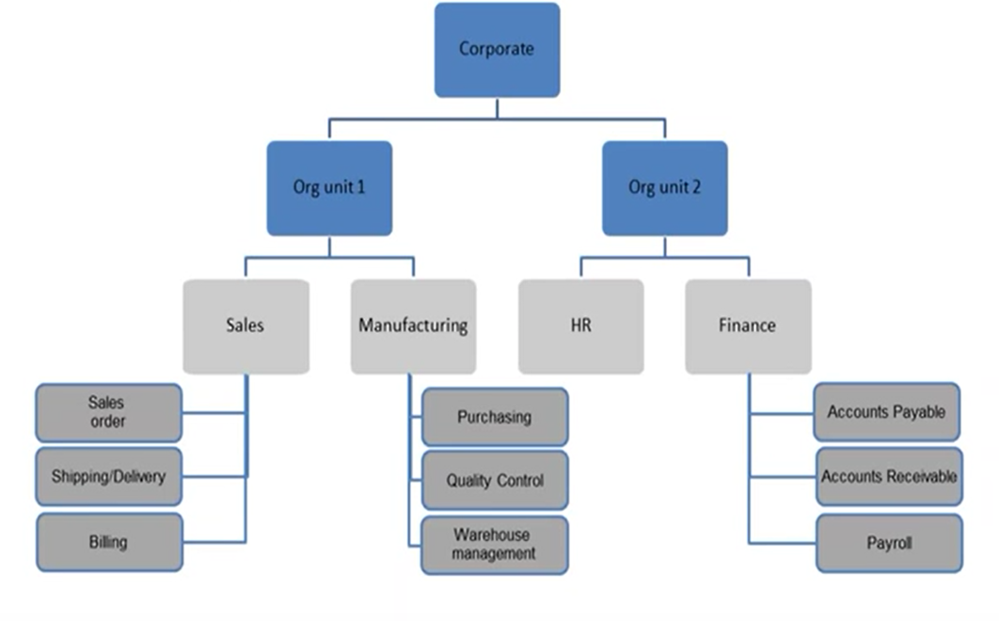 Corporate
Org unit 1
Org unit 2
Sales
Manufacturing
HR
Finance
Sales
order
Shipping/Delivery
Billing
Purchasing
Quality Control
Warehouse
management
Accounts Payable
Accounts Receivable
Payroll